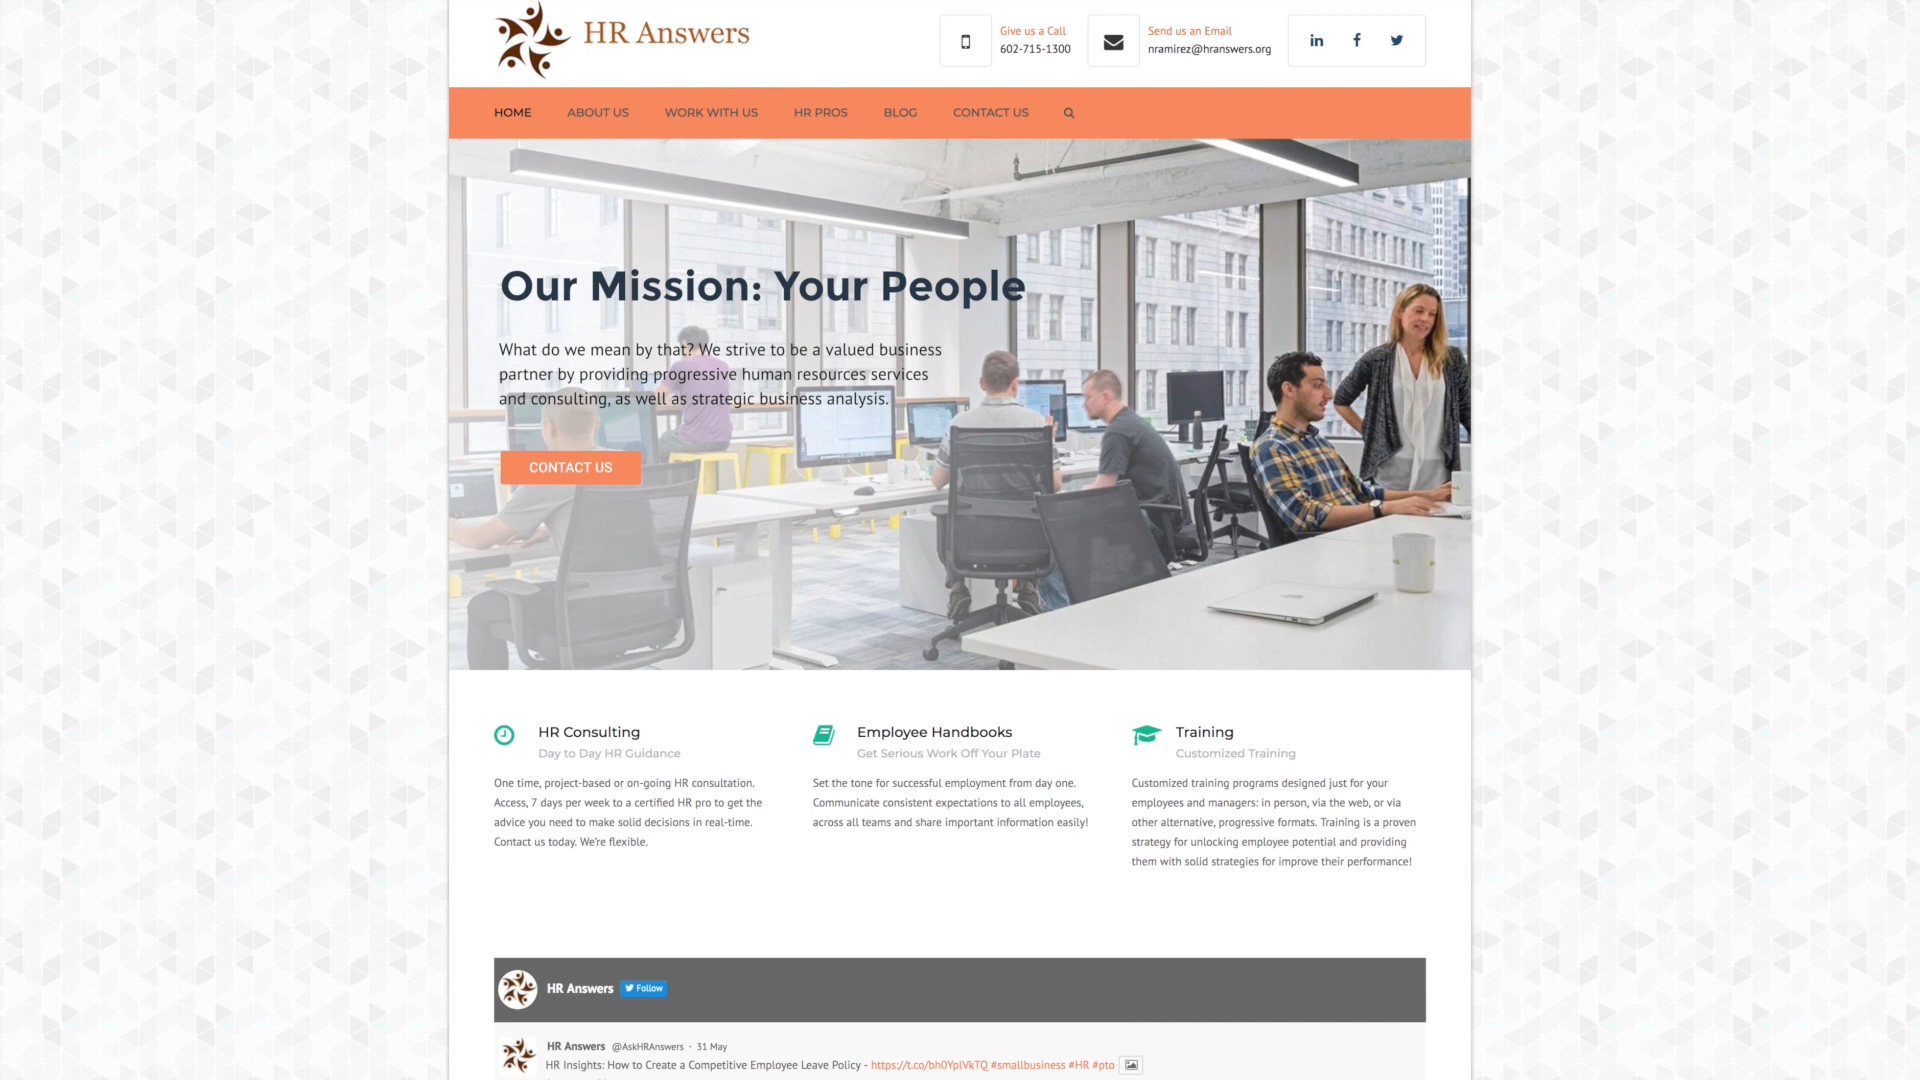 HR Answers
Give us a Call
602-715-1300
Send us an Email
nramirez@hranswers.org
HOME
ABOUT US
WORK WITH US
HR PROS
BLOG
CONTACT US
Our Mission: Your People
What do we mean by that? We strive to be a valued business
partner by providing progressive human resources services
and consulting, as well as strategic business analysis.
CONTACT US
HR Consulting
Day to Day HR Guidance
One time, project-based or on-going HR consultation.
Access, 7 days per week to a certified HR pro to get the
advice you need to make solid decisions in real-time.
Contact us today. We're flexible.
Employee Handbooks
Get Serious Work Off Your Plate
Set the tone for successful employment from day one.
Communicate consistent expectations to all employees,
across all teams and share important information easily!
Training
Customized Training
Customized training programs designed just for your
employees and managers: in person, via the web, or via
other alternative, progressive formats. Training is a proven
strategy for unlocking employee potential and providing
them with solid strategies for improve their performance!
HR Answers Follow
HR Answers @AskHRAnswers · 31 May
HR Insights: How to Create a Competitive Employee Leave Policy - https://t.co/bh0YplVkTQ #smallbusiness #HR #pto